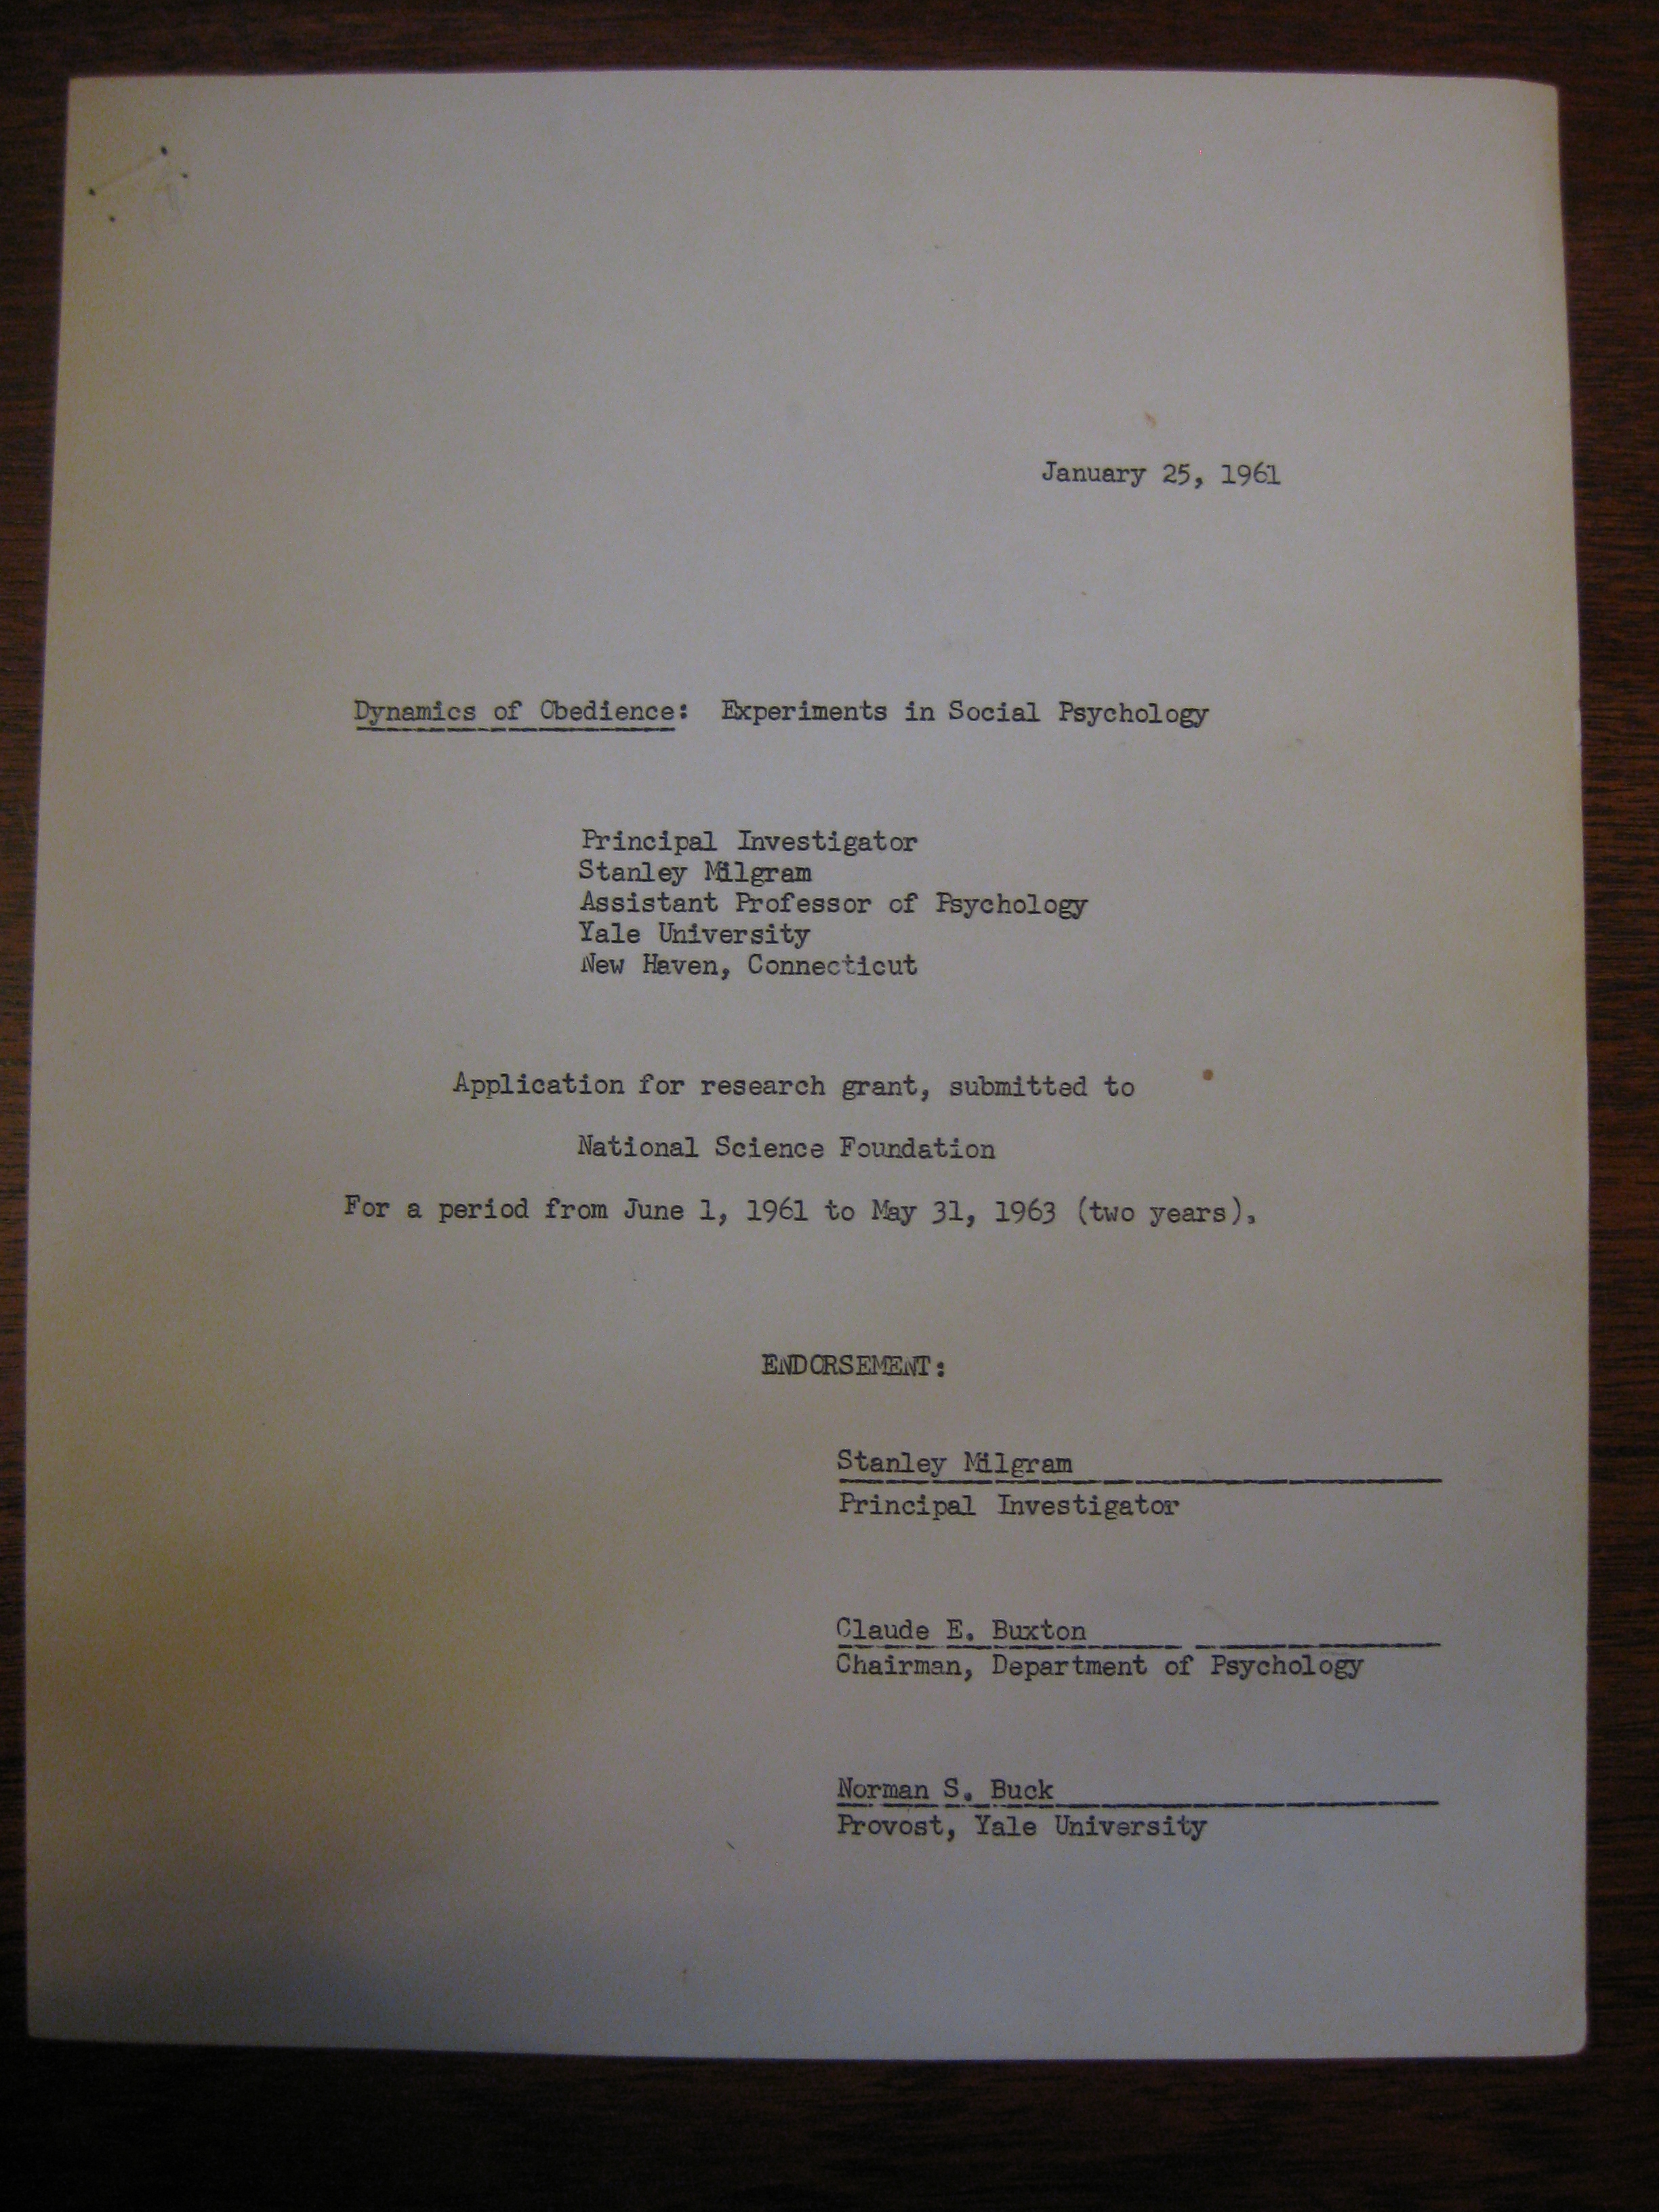 January 25, 1961
Dynamics of Obedience: Experiments in Social Psychology
Principal Investigator
Stanley Milgram
Assistant Professor of Psychology
Yale University
New Haven, Connecticut
Application for research grant, submitted to
National Science Foundation
For a period from June 1, 1961 to May 31, 1963 (two years).
ENDORSEMENT:
Stanley Milgram
Principal Investigator
Claude E. Buxton
Chairman, Department of Psychology
Norman S. Buck
Provost, Yale University